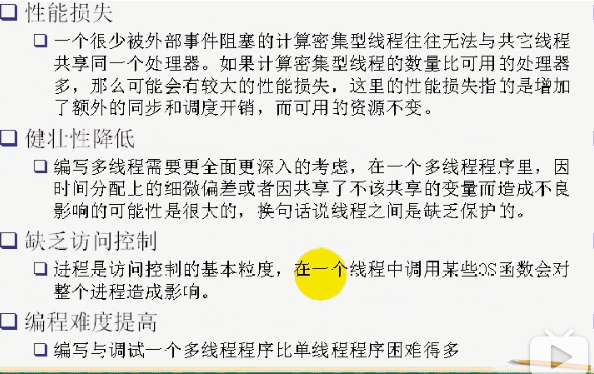 性能损失
一个很少被外部事件阻塞的计算密集型线程往往无法与共它线程
共享同一个处理器。如果计算密集型线程的数量比可用的处理器
多，那么可能会有较大的性能损失，这里的性能损失指的是增加
了额外的同步和调度开销，而可用的资源不变。
健壮性降低
编写多线程需要更全面更深入的考虑，在一个多线程程序里，因
时间分配上的细微偏差或者因共享了不该共享的变量而造成不良
影响的可能性是很大的，换句话说线程之间是缺乏保护的。
缺乏访问控制
进程是访问控制的基本粒度，在一个线程中调用某些OS函数会对
整个进程造成影响。
编程难度提高
编写与调试一个多线程程序比单线程程序困难得多